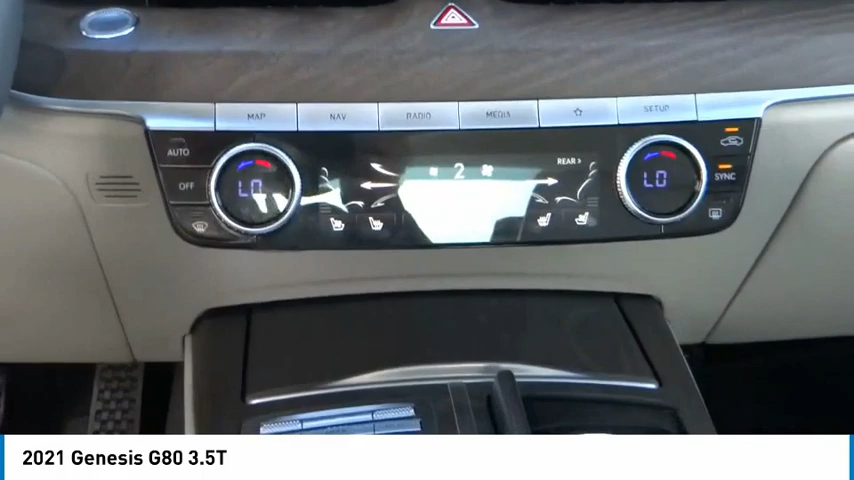 MAP NAV RADIO MEDIA ☆ SETUP
AUTO
OFF
LO
2
REAR >
LO
SYNC
2021 Genesis G80 3.5T